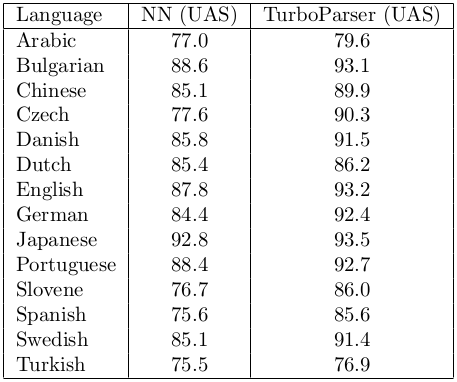 Language NN (UAS) TurboParser (UAS)
Arabic 77.0 79.6
Bulgarian 88.6 93.1
Chinese 85.1 89.9
Czech 77.6 90.3
Danish 85.8 91.5
Dutch 85.4 86.2
English 87.8 93.2
German 84.4 92.4
Japanese 92.8 93.5
Portuguese 88.4 92.7
Slovene 76.7 86.0
Spanish 75.6 85.6
Swedish 85.1 91.4
Turkish 75.5 76.9